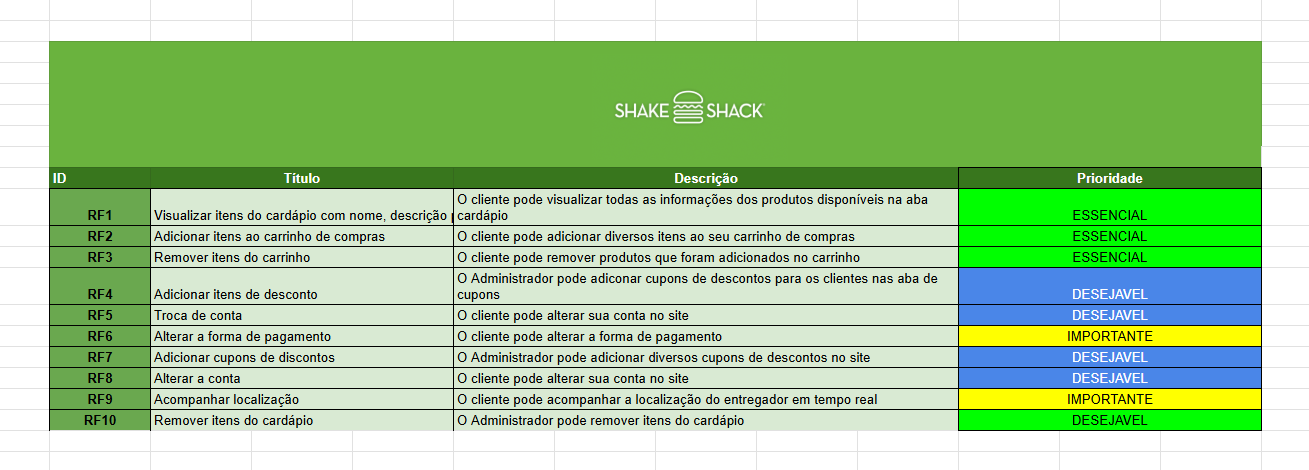 SHAKE SHACK
ID Título Descrição Prioridade
RF1 Visualizar itens do cardápio com nome, descrição O cliente pode visualizar todas as informações dos produtos disponíveis na aba
cardápio ESSENCIAL
RF2 Adicionar itens ao carrinho de compras O cliente pode adicionar diversos itens ao seu carrinho de compras ESSENCIAL
RF3 Remover itens do carrinho O cliente pode remover produtos que foram adicionados no carrinho ESSENCIAL
RF4 Adicionar itens de desconto O Administrador pode adiconar cupons de descontos para os clientes nas aba de
cupons DESEJAVEL
RF5 Troca de conta O cliente pode alterar sua conta no site DESEJAVEL
RF6 Alterar a forma de pagamento O cliente pode alterar a forma de pagamento IMPORTANTE
RF7 Adicionar cupons de discontos O Administrador pode adicionar diversos cupons de descontos no site DESEJAVEL
RF8 Alterar a conta O cliente pode alterar sua conta no site DESEJAVEL
RF9 Acompanhar localização O cliente pode acompanhar a localização do entregador em tempo real IMPORTANTE
RF10 Remover itens do cardápio O Administrador pode remover itens do cardápio DESEJAVEL